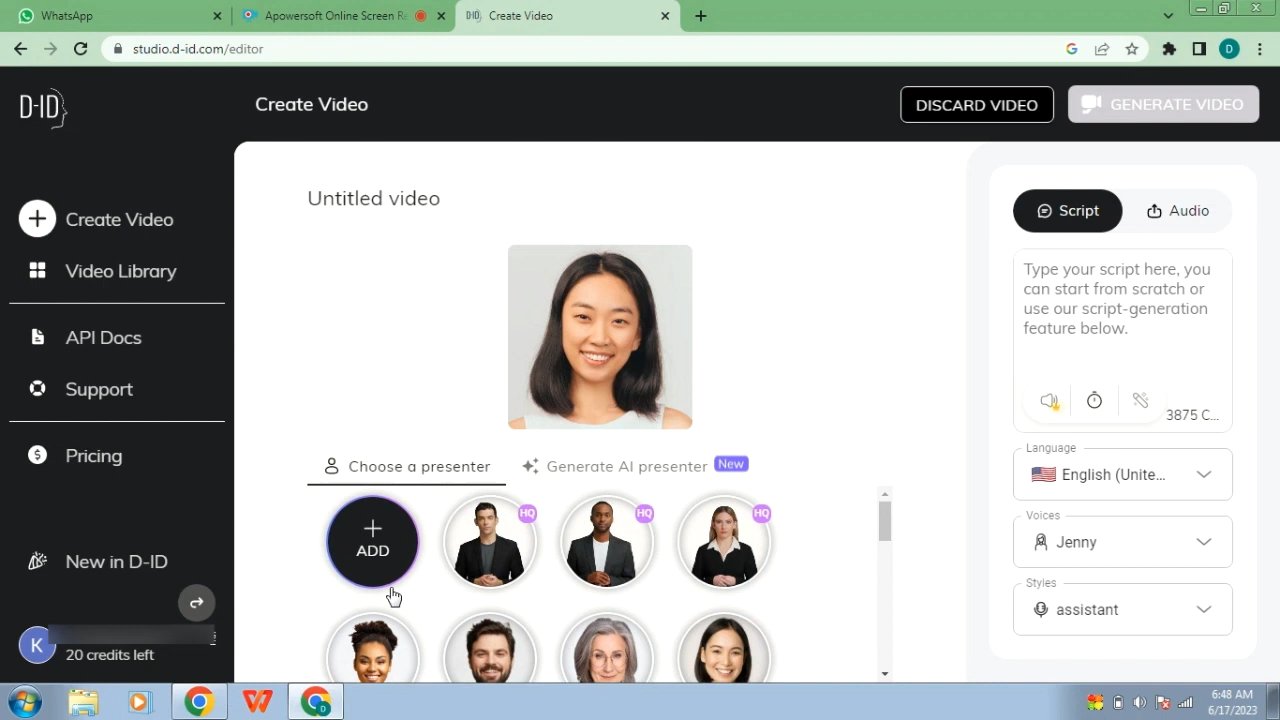 WhatsApp
Apowersoft Online Screen Re
Create Video
studio.d-id.com/editor
D
D-ID
Create Video
DISCARD VIDEO
GENERATE VIDEO
Create Video
Video Library
API Docs
Support
Pricing
New in D-ID
K
20 credits left
Untitled video
Choose a presenter
Generate AI presenter
New
ADD
HQ
HQ
HQ
Script
Audio
Type your script here, you
can start from scratch or
use our script-generation
feature below.
3875 C...
Language
English (Unite...
Voices
Jenny
Styles
assistant
6:48 AM
6/17/2023